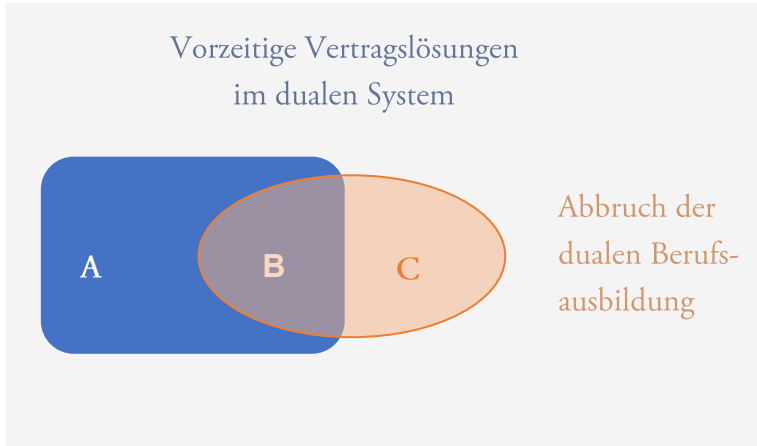 Vorzeitige Vertragslösungen
im dualen System
A
B
C
Abbruch der
dualen Berufs-
ausbildung